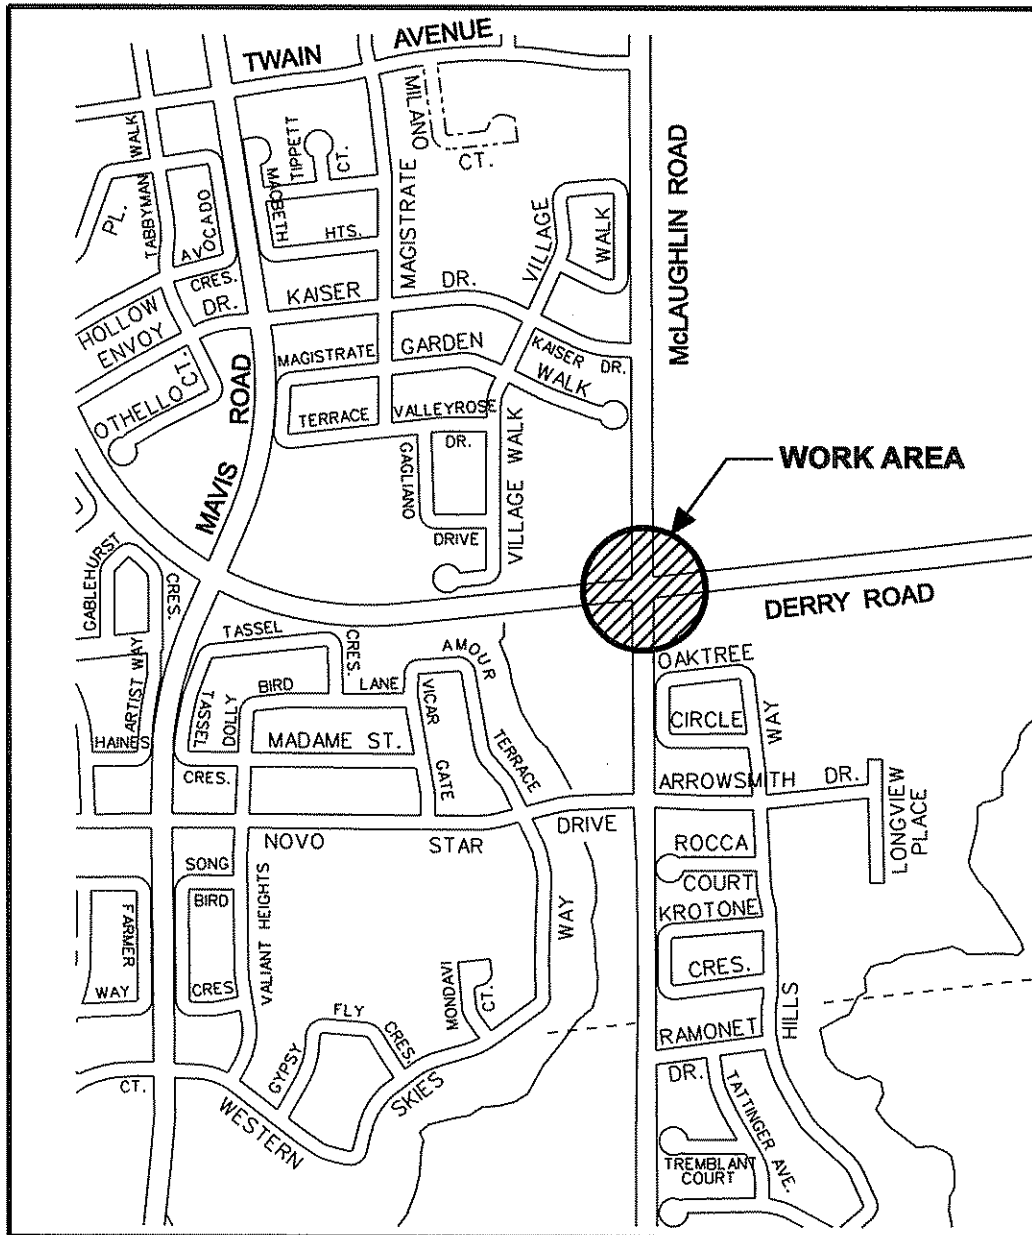 TWAIN AVENUE
McLAUGHLIN ROAD
MILANO
CT.
TIPPETT
CT.
MACBETH
HTS.
MAGISTRATE
TABBYMAN WALK
PL.
AVOCADO
CRES.
VILLAGE
WALK
KAISER DR.
HOLLOW
ENVOY DR.
KAISER
DR.
MAGISTRATE
GARDEN
WALK
OTHELLO CT.
MAVIS ROAD
TERRACE
VALLEYROSE
DR.
GAGLIANO
DRIVE
VILLAGE WALK
WORK AREA
DERRY ROAD
GABLEHURST
CRES.
TASSEL
CRES.
AMOUR
OAKTREE
CIRCLE
WAY
ARTIST WAY
TASSEL
DOLLY
BIRD
LANE
VICAR
GATE
TERRACE
HAINES
MADAME ST.
CRES.
ARROWSMITH DR.
LONGVIEW
PLACE
NOVO STAR DRIVE
ROCCA
COURT
SONG
BIRD
CRES
VALIANT HEIGHTS
KROTONE
CRES.
FARMER
WAY
WAY
MONDAVI
CT.
HILLS
RAMONET
DR.
GYPSY
FLY
CRES.
CT.
WESTERN
SKIES
TATTINGER AVE.
TREMBLANT
COURT